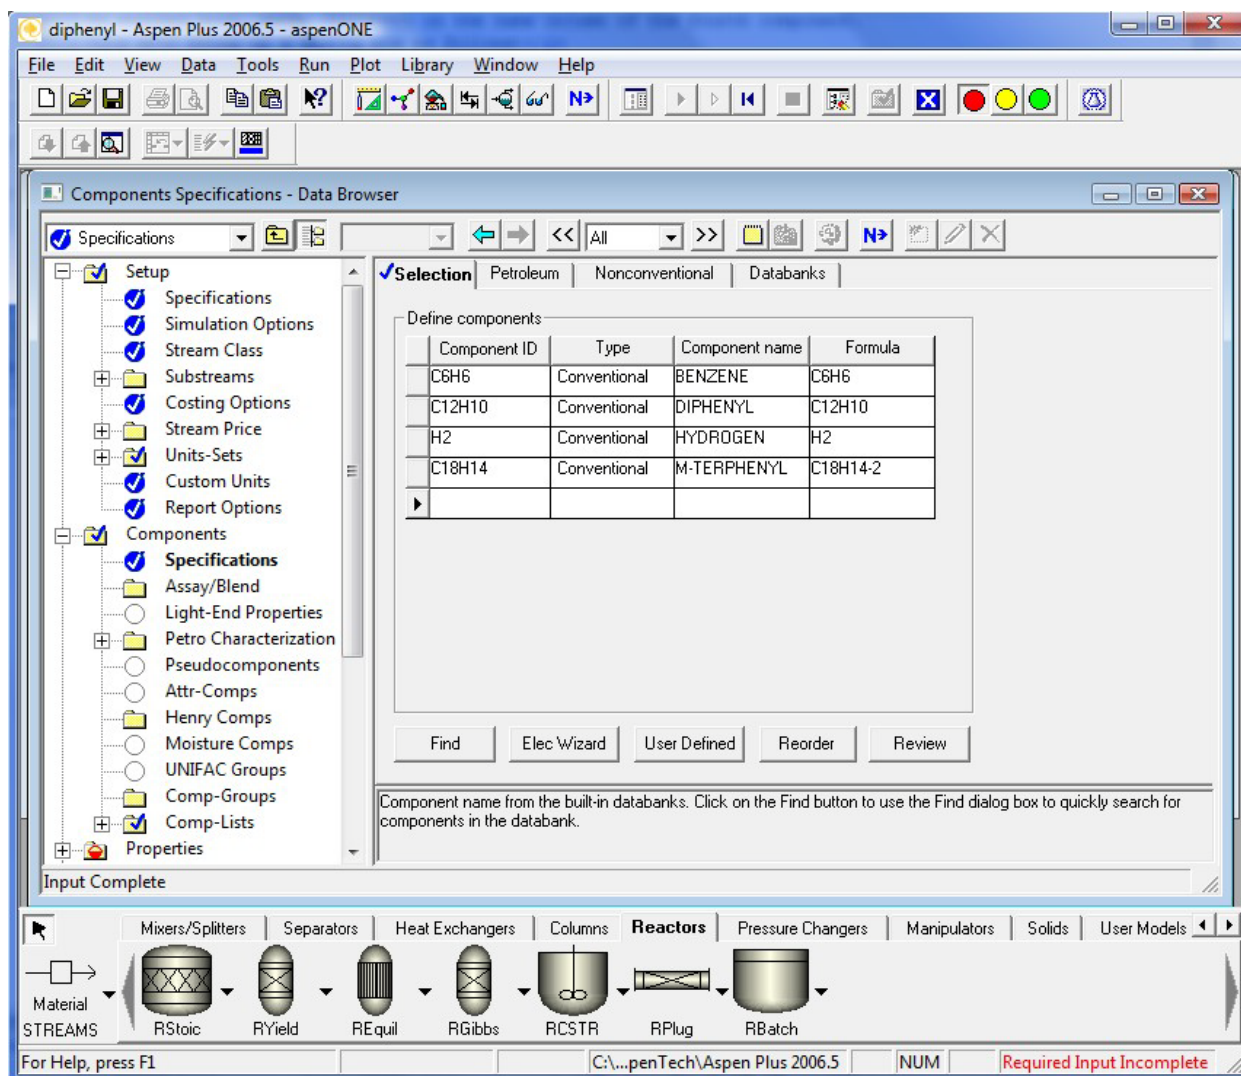 diphenyl - Aspen Plus 2006.5 - aspenONE
File Edit View Data Tools Run Plot Library Window Help
N
Components Specifications - Data Browser
Specifications << All >> N
Setup
Specifications
Simulation Options
Stream Class
Substreams
Costing Options
Stream Price
Units-Sets
Custom Units
Report Options
Components
Specifications
Assay/Blend
Light-End Properties
Petro Characterization
Pseudocomponents
Attr-Comps
Henry Comps
Moisture Comps
UNIFAC Groups
Comp-Groups
Comp-Lists
Properties
Selection Petroleum Nonconventional Databanks
Define components
Component ID Type Component name Formula
C6H6 Conventional BENZENE C6H6
C12H10 Conventional DIPHENYL C12H10
H2 Conventional HYDROGEN H2
C18H14 Conventional M-TERPHENYL C18H14-2
Find Elec Wizard User Defined Reorder Review
Component name from the built-in databanks. Click on the Find button to use the Find dialog box to quickly search for
components in the databank.
Input Complete
Mixers/Splitters Separators Heat Exchangers Columns Reactors Pressure Changers Manipulators Solids User Models
Material
STREAMS RStoic RYield REquil RGibbs RCSTR RPlug RBatch
For Help, press F1 C:\...penTech\Aspen Plus 2006.5 NUM Required Input Incomplete